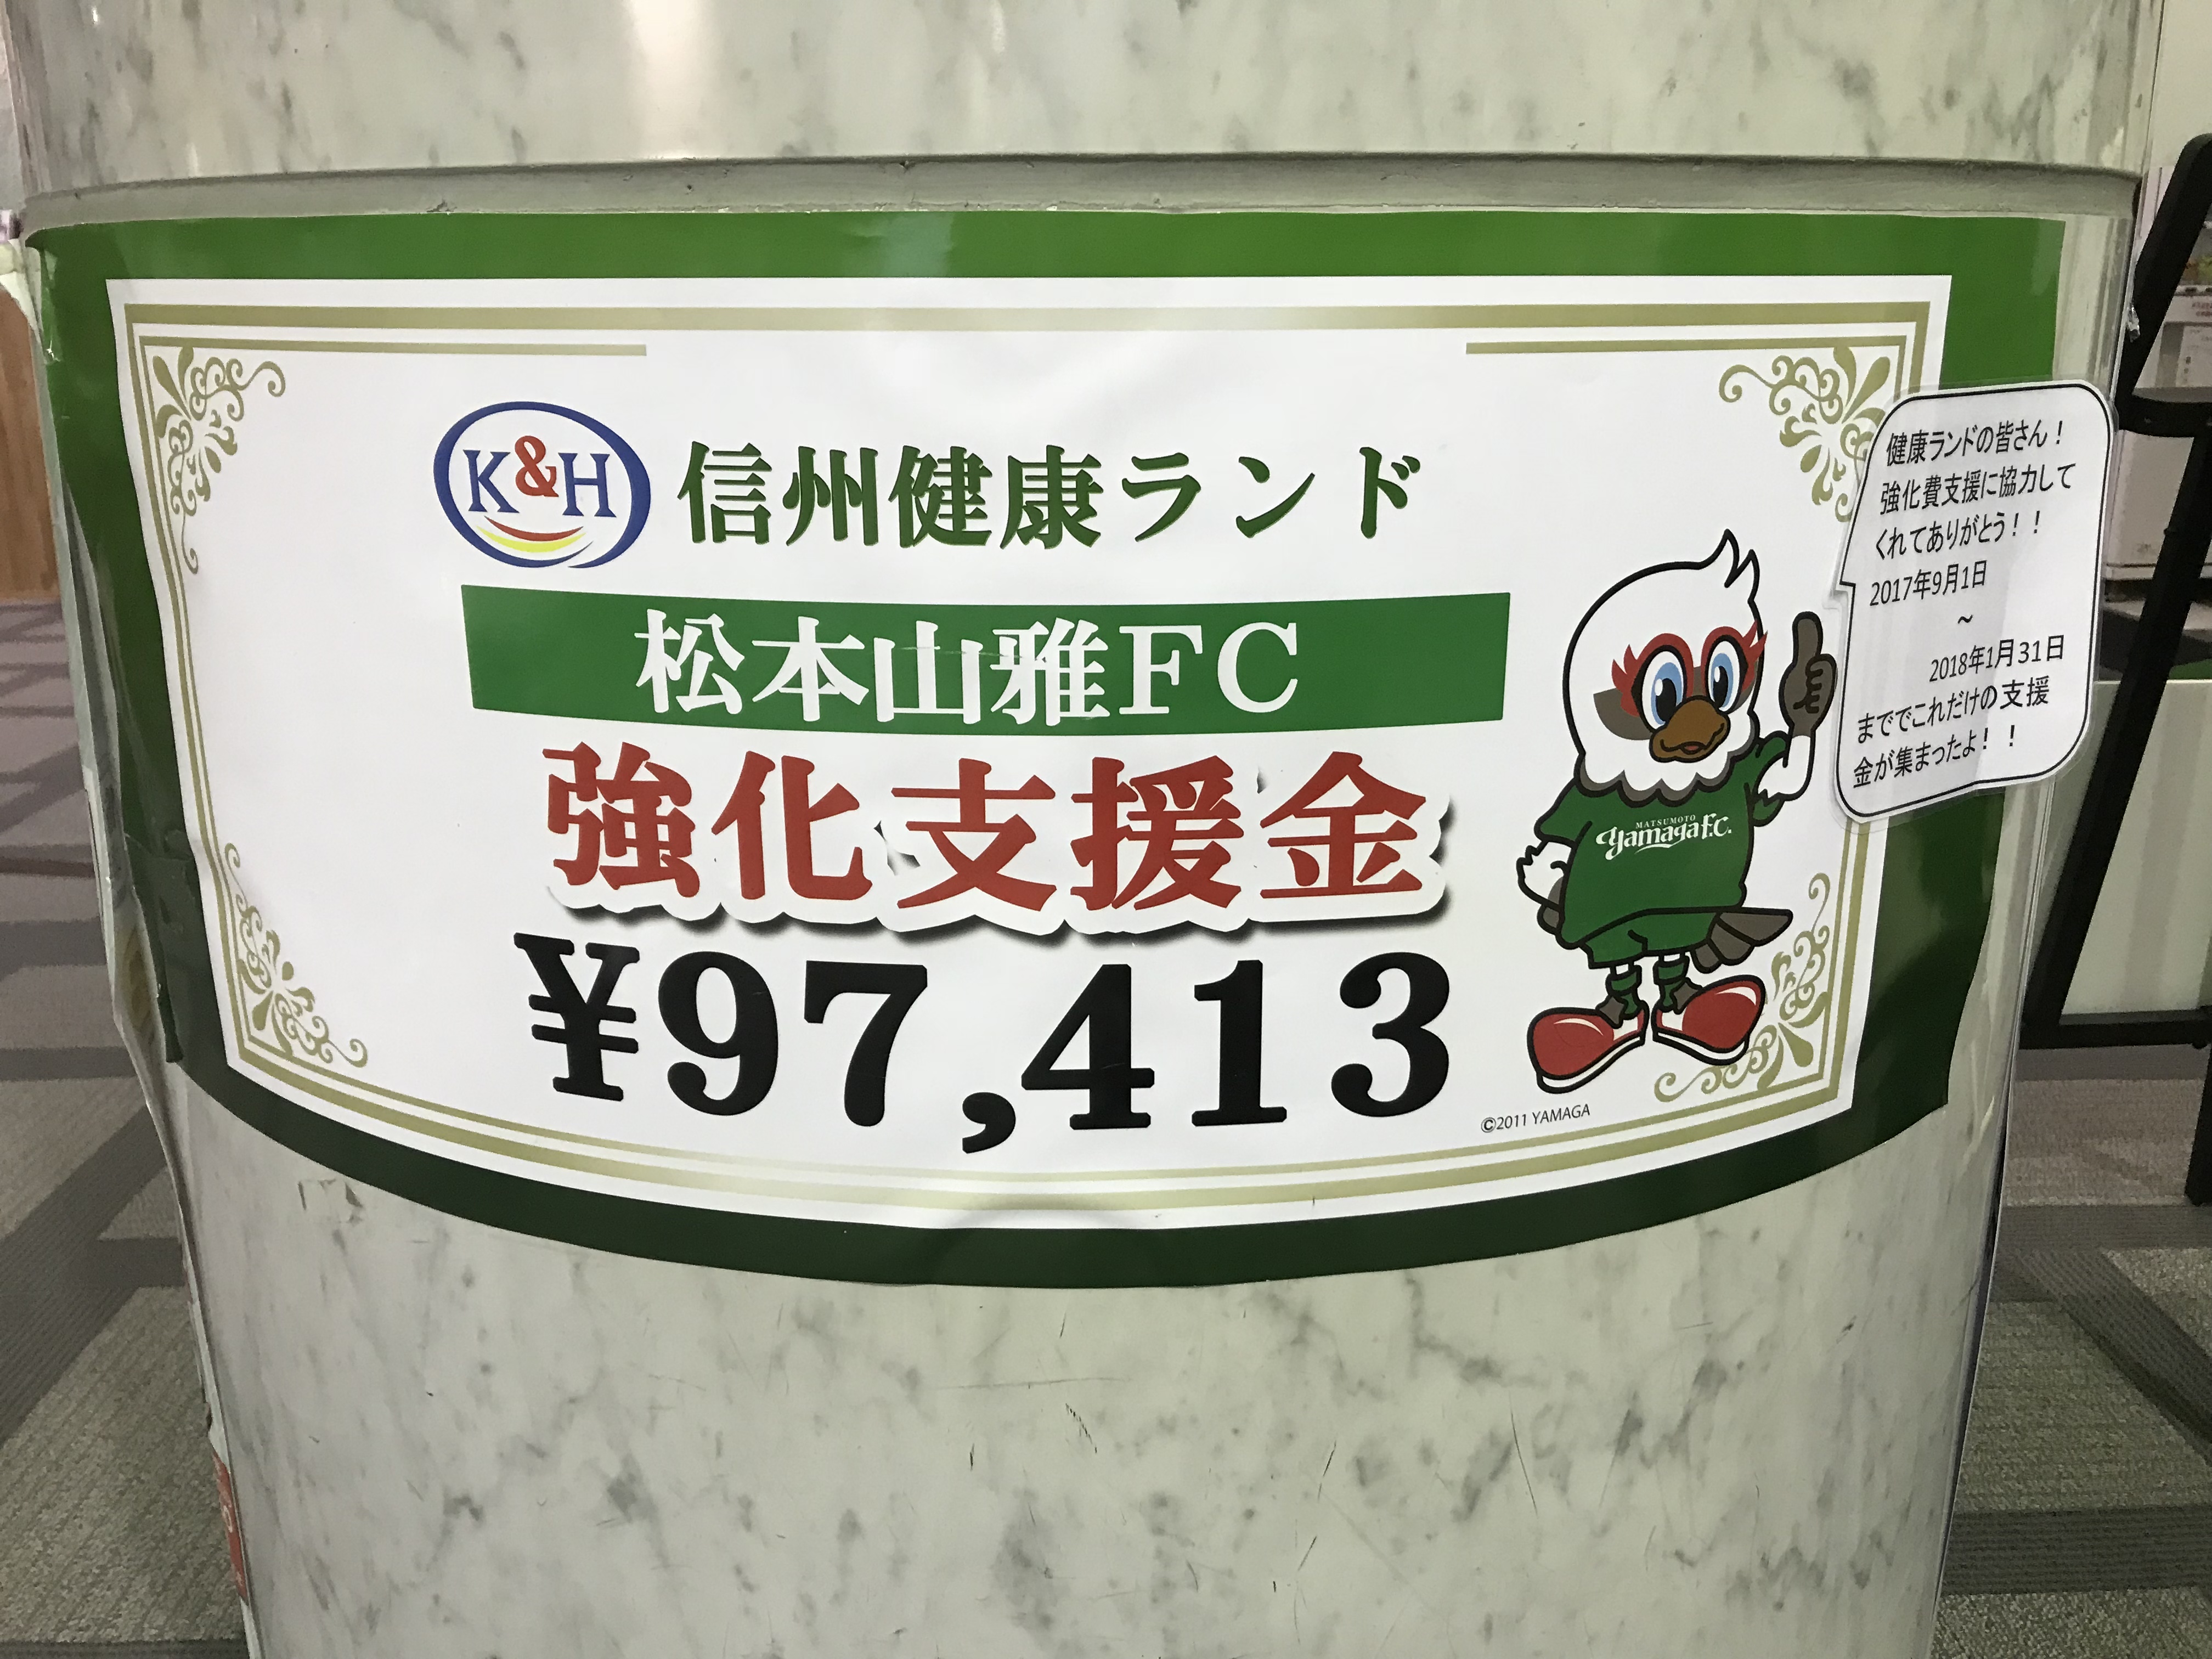 K&H 信州健康ランド
松本山雅FC
強化支援金
¥97,413
MATSUMOTO
Yamaga F.C.
©2011 YAMAGA
健康ランドの皆さん！
強化費支援に協力して
くれてありがとう！！
2017年9月1日
～
2018年1月31日
まででこれだけの支援
金が集まったよ！！